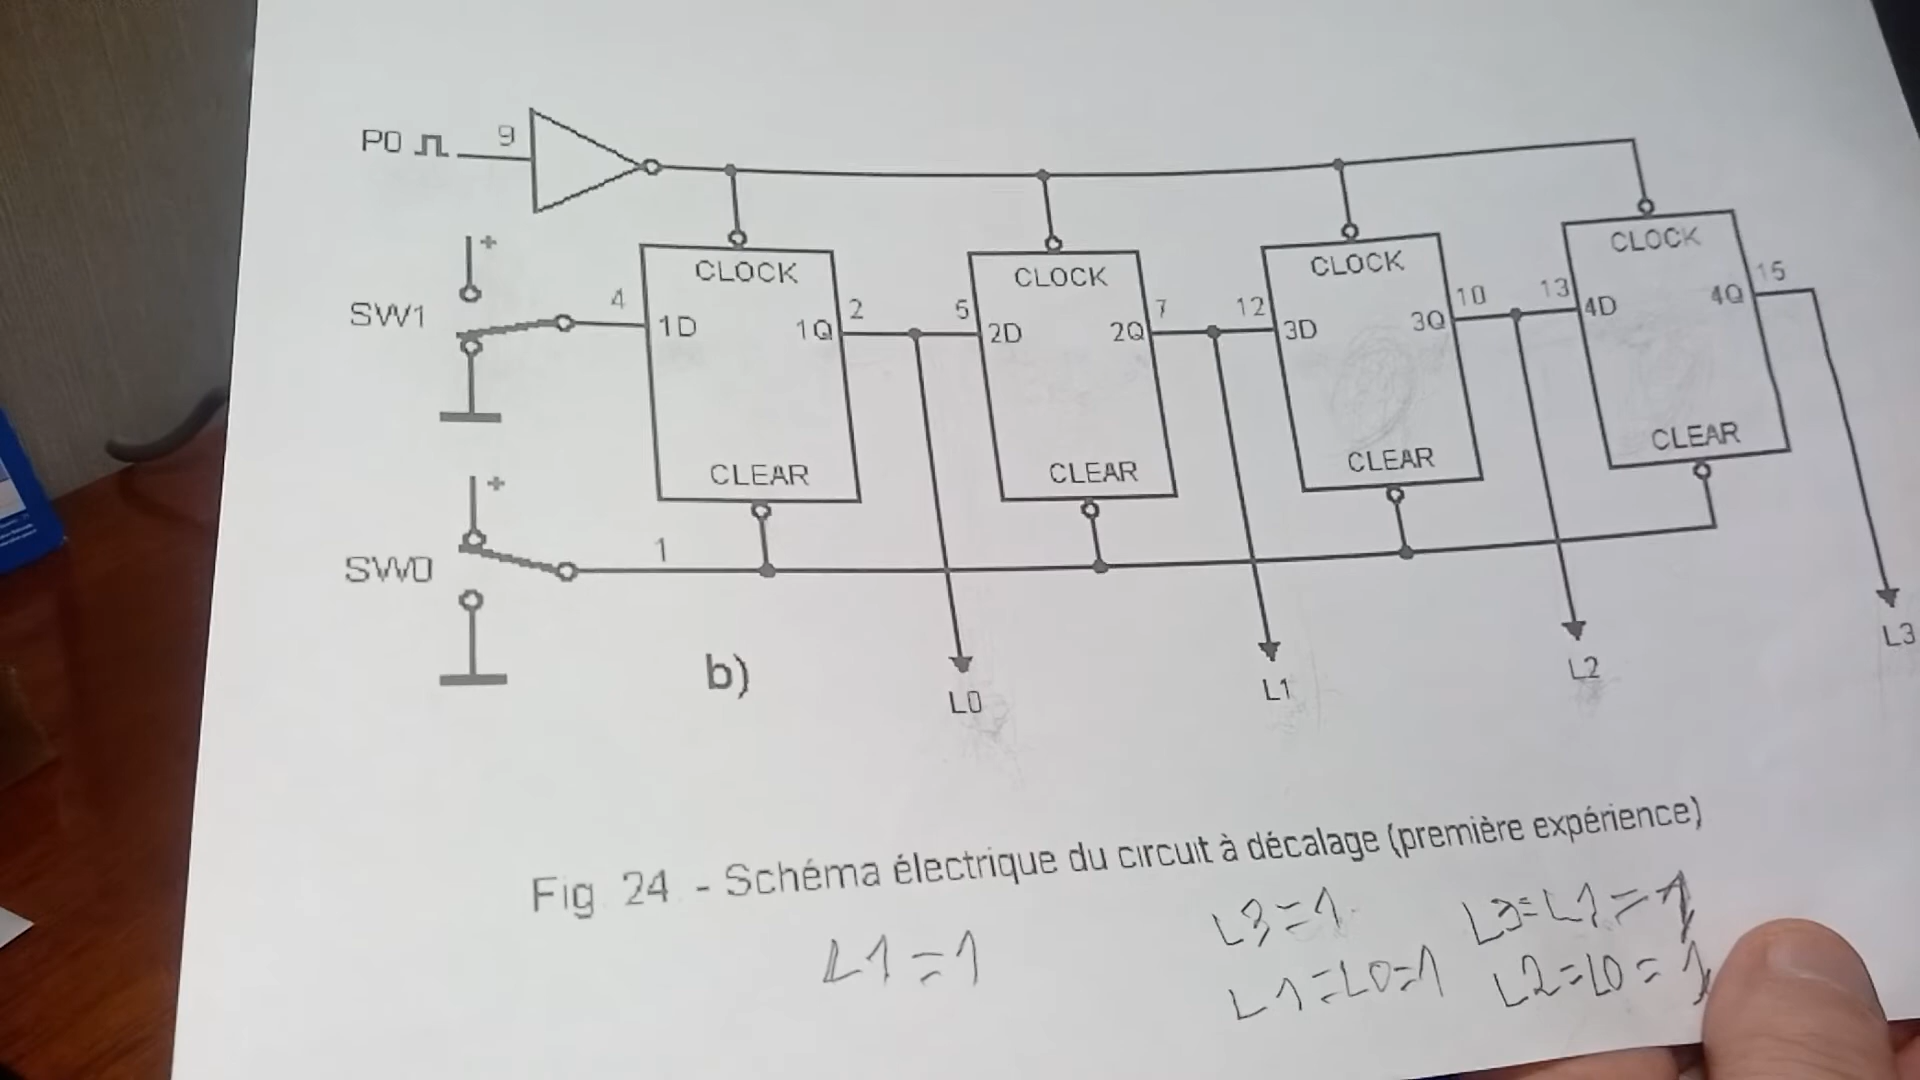 P0 9
CLOCK CLOCK CLOCK CLOCK
+
SW1 4 1D 1Q 2 5 2D 2Q 7 12 3D 3Q 10 13 4D 4Q 15
CLEAR CLEAR CLEAR CLEAR
+
SW0 1
b) L0 L1 L2 L3
Fig. 24 - Schéma électrique du circuit à décalage (première expérience)
L1=1 L3=1 L3=L1=1
L1=L0=1 L2=L0=1